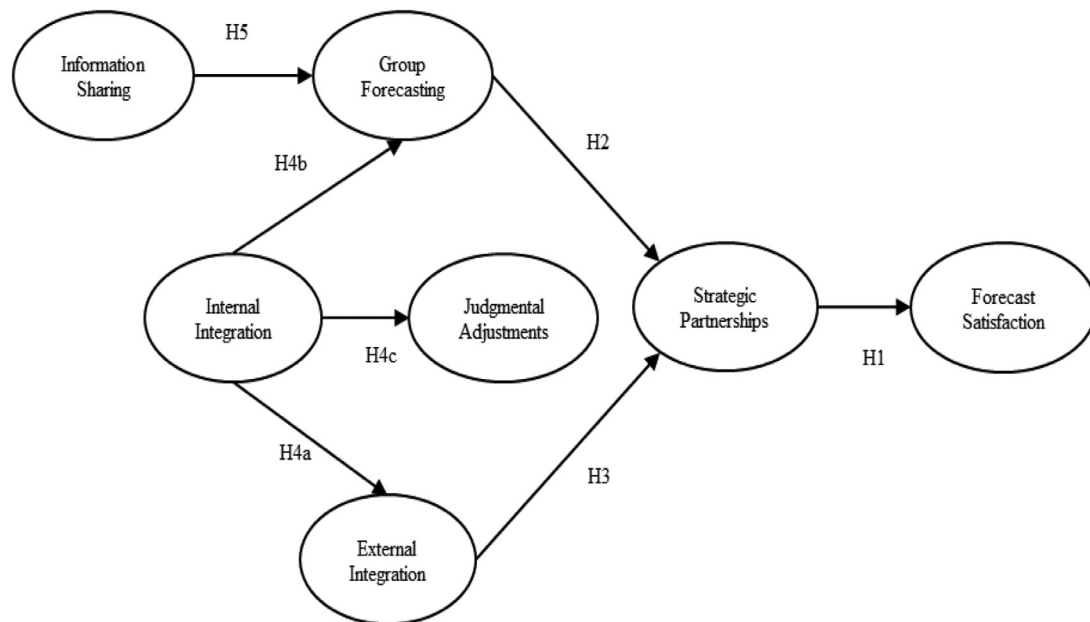 H5
Information
Sharing
Group
Forecasting
H4b
H2
Internal
Integration
Judgmental
Adjustments
H4c
Strategic
Partnerships
Forecast
Satisfaction
H1
H4a
H3
External
Integration